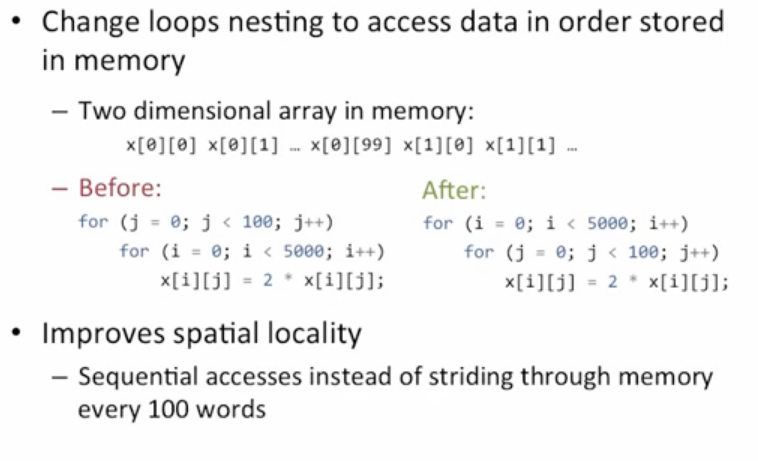 • Change loops nesting to access data in order stored
in memory
– Two dimensional array in memory:
x[0][0] x[0][1] … x[0][99] x[1][0] x[1][1] …
– Before:
for (j = 0; j < 100; j++)
for (i = 0; i < 5000; i++)
x[i][j] = 2 * x[i][j];
After:
for (i = 0; i < 5000; i++)
for (j = 0; j < 100; j++)
x[i][j] = 2 * x[i][j];
• Improves spatial locality
– Sequential accesses instead of striding through memory
every 100 words